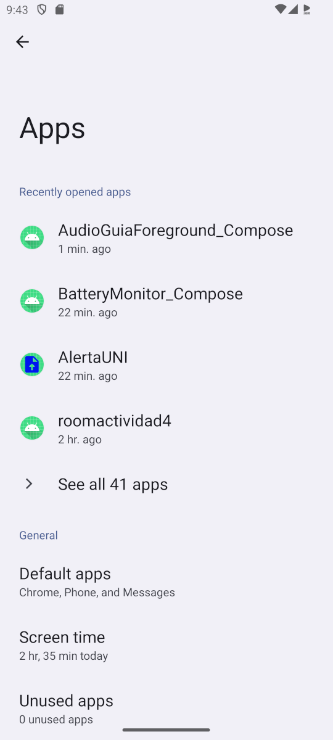 9:43
Apps
Recently opened apps
AudioGuiaForeground_Compose
1 min. ago
BatteryMonitor_Compose
22 min. ago
AlertaUNI
22 min. ago
roomactividad4
2 hr. ago
See all 41 apps
General
Default apps
Chrome, Phone, and Messages
Screen time
2 hr, 35 min today
Unused apps
0 unused apps